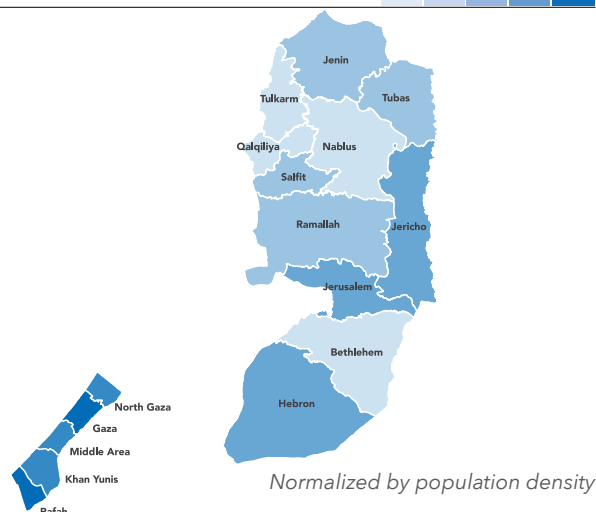 Jenin
Tubas
Tulkarm
Qalqiliya
Nablus
Salfit
Ramallah
Jericho
Jerusalem
Bethlehem
Hebron
North Gaza
Gaza
Middle Area
Khan Yunis
Rafah
Normalized by population density